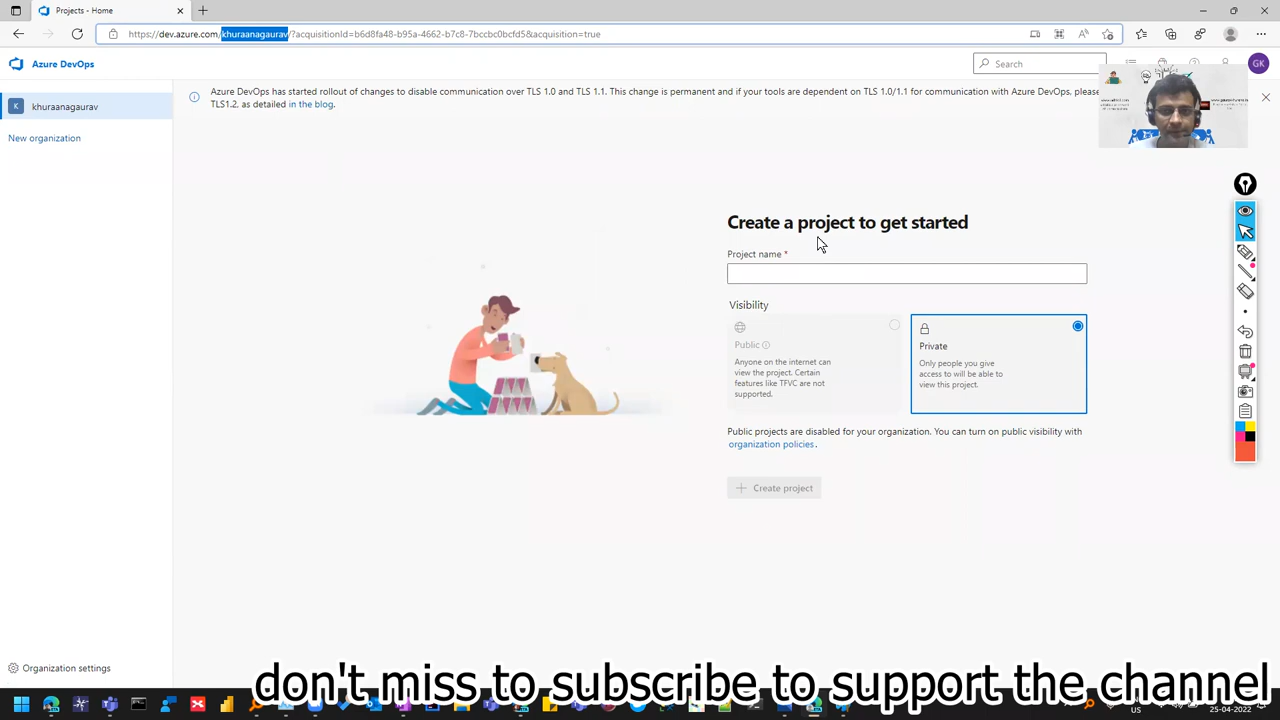 Projects - Home
https://dev.azure.com/khuraanagaurav/?acquisitionId=b6d8fa48-b95a-4662-b7c8-7bccbc0bcfd5&acquisition=true
Azure DevOps
Search
GK
Azure DevOps has started rollout of changes to disable communication over TLS 1.0 and TLS 1.1. This change is premanent and if your tools are dependent on TLS 1.0/1.1 for communication with Azure DevOps, please
TLS1.2, as detailed in the blog.
K khuraanagaurav
New organization
Create a project to get started
Project name *
Visibility
Public
Anyone on the internet can
view the project. Certain
features like TFVC are not
supported.
Private
Only people you give
access to will be able to
view this project.
Public projects are disabled for your organization. You can turn on public visibility with
organization policies.
+ Create project
Organization settings
don't miss to subscribe to support the channel
US
25-04-2022